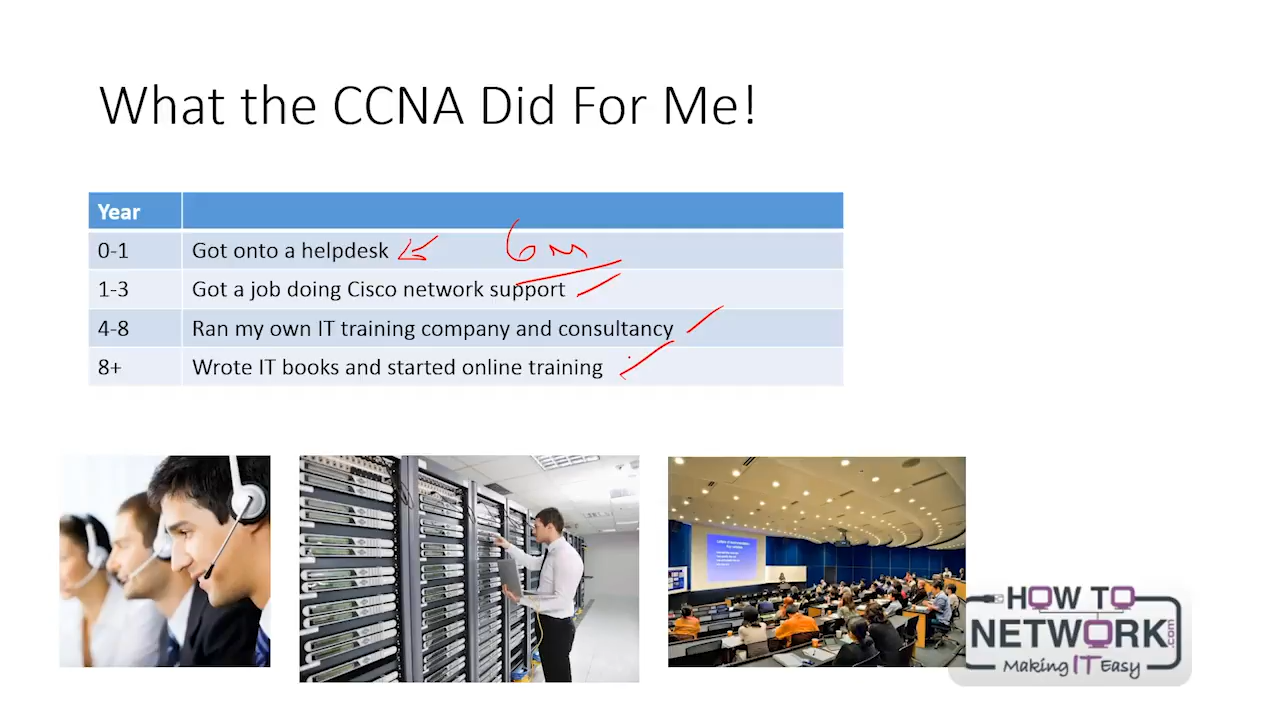 What the CCNA Did For Me!
Year
0-1 Got onto a helpdesk 6 m
1-3 Got a job doing Cisco network support
4-8 Ran my own IT training company and consultancy
8+ Wrote IT books and started online training
HOW TO
NETWORK.com
Making IT Easy